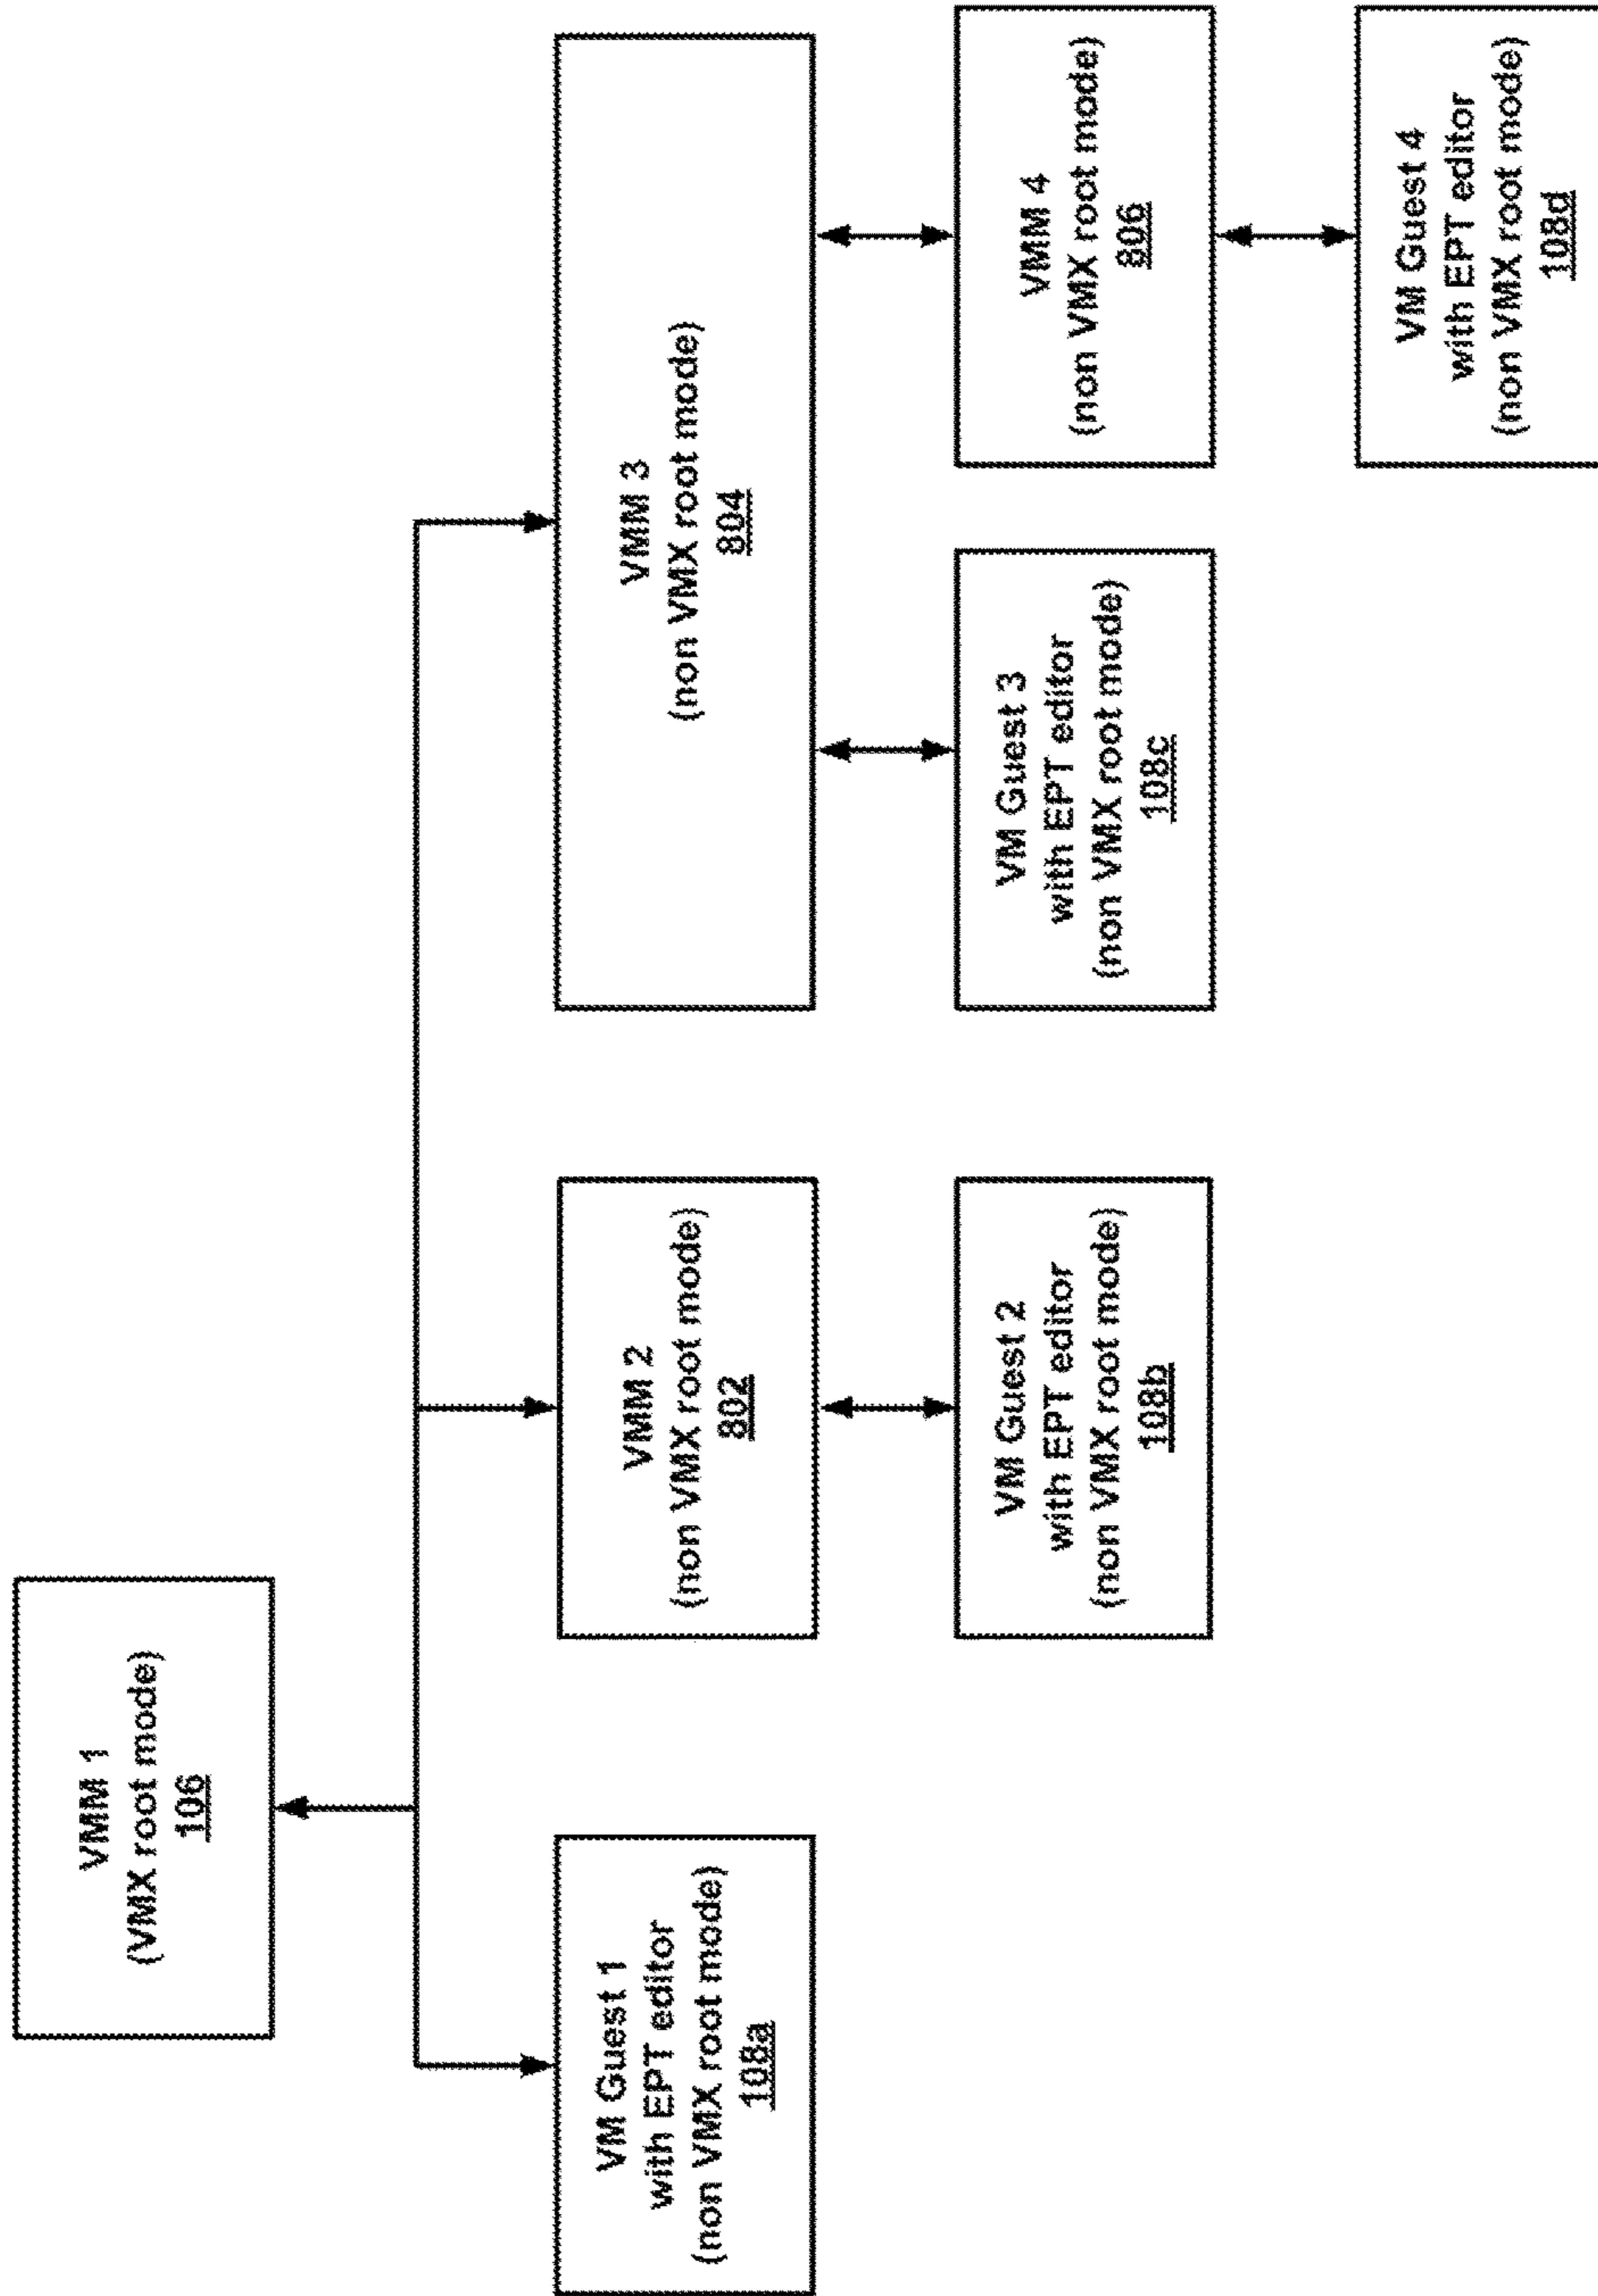 VMM 1
(VMX root mode)
106
VM Guest 1
with EPT editor
(non VMX root mode)
108a
VMM 2
(non VMX root mode)
802
VMM 3
(non VMX root mode)
804
VM Guest 2
with EPT editor
(non VMX root mode)
108b
VM Guest 3
with EPT editor
(non VMX root mode)
108c
VMM 4
(non VMX root mode)
806
VM Guest 4
with EPT editor
(non VMX root mode)
108d